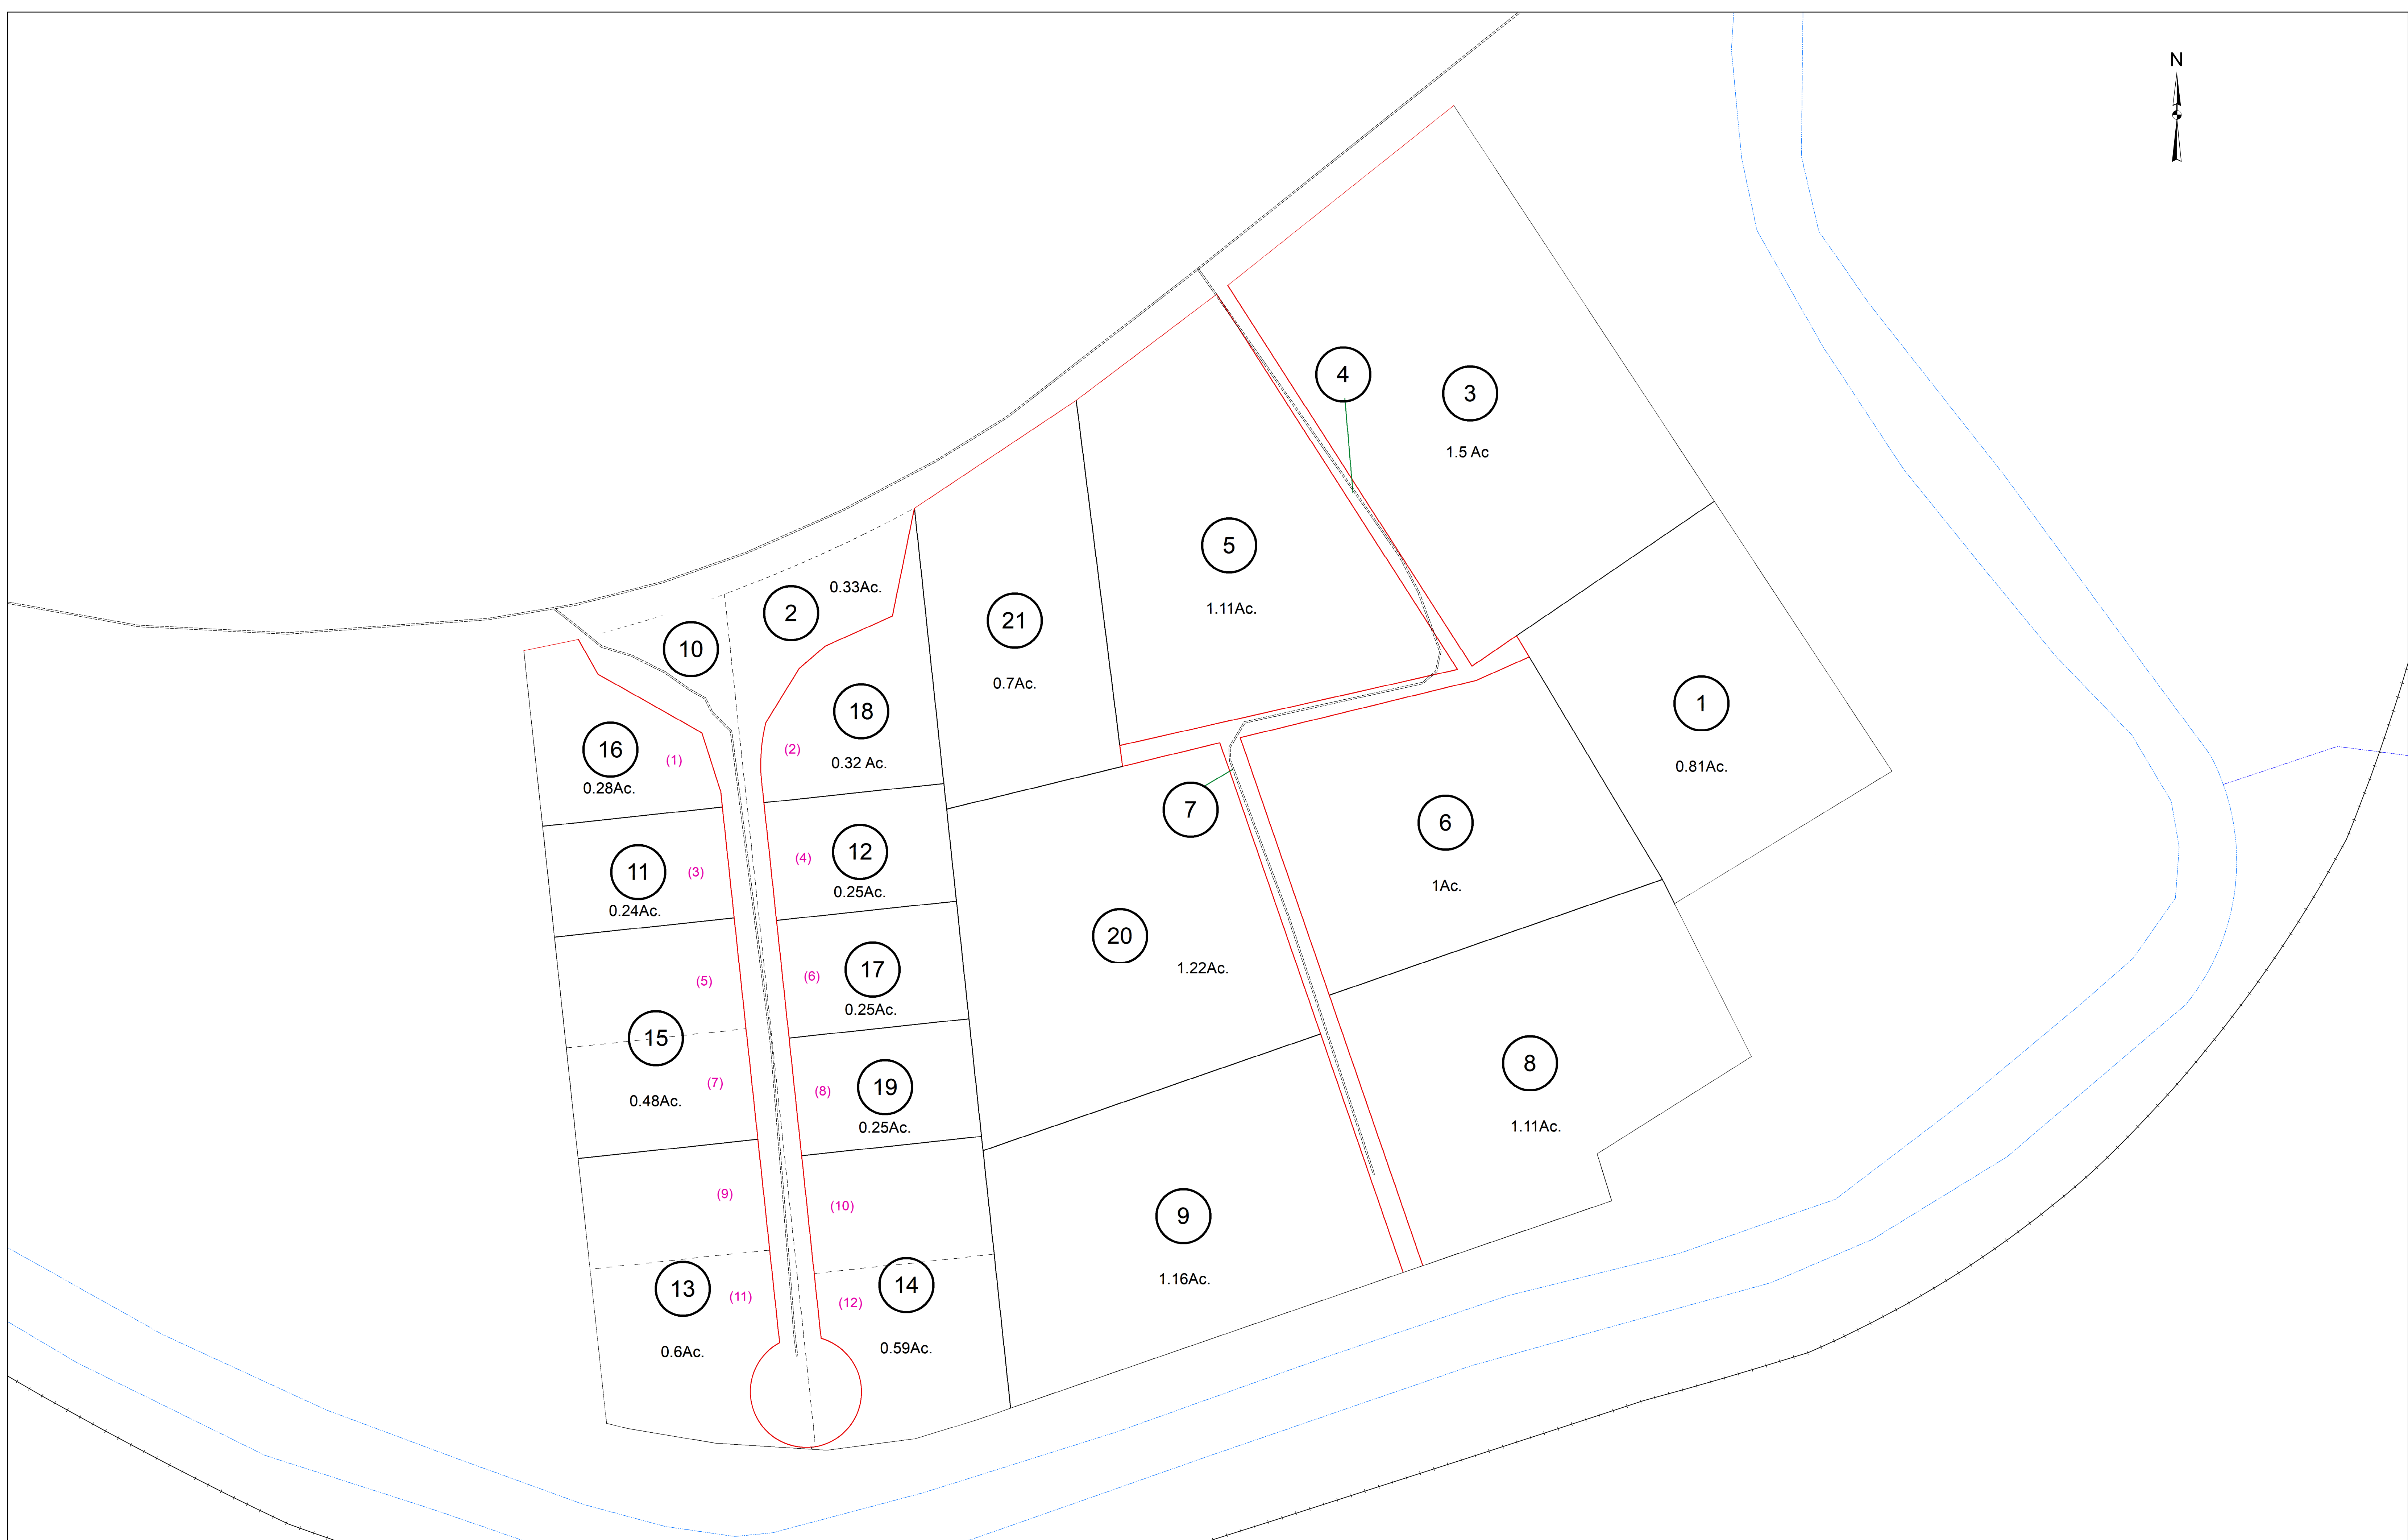 N
4
3
1.5 Ac
5
1.11Ac.
0.33Ac.
2
10
21
0.7Ac.
18
(2)
0.32 Ac.
16
(1)
0.28Ac.
1
0.81Ac.
7
6
1Ac.
12
(4)
0.25Ac.
11
(3)
0.24Ac.
20
1.22Ac.
17
(6)
0.25Ac.
(5)
15
(7)
0.48Ac.
19
(8)
0.25Ac.
8
1.11Ac.
(9)
(10)
9
1.16Ac.
13
(11)
0.6Ac.
14
(12)
0.59Ac.